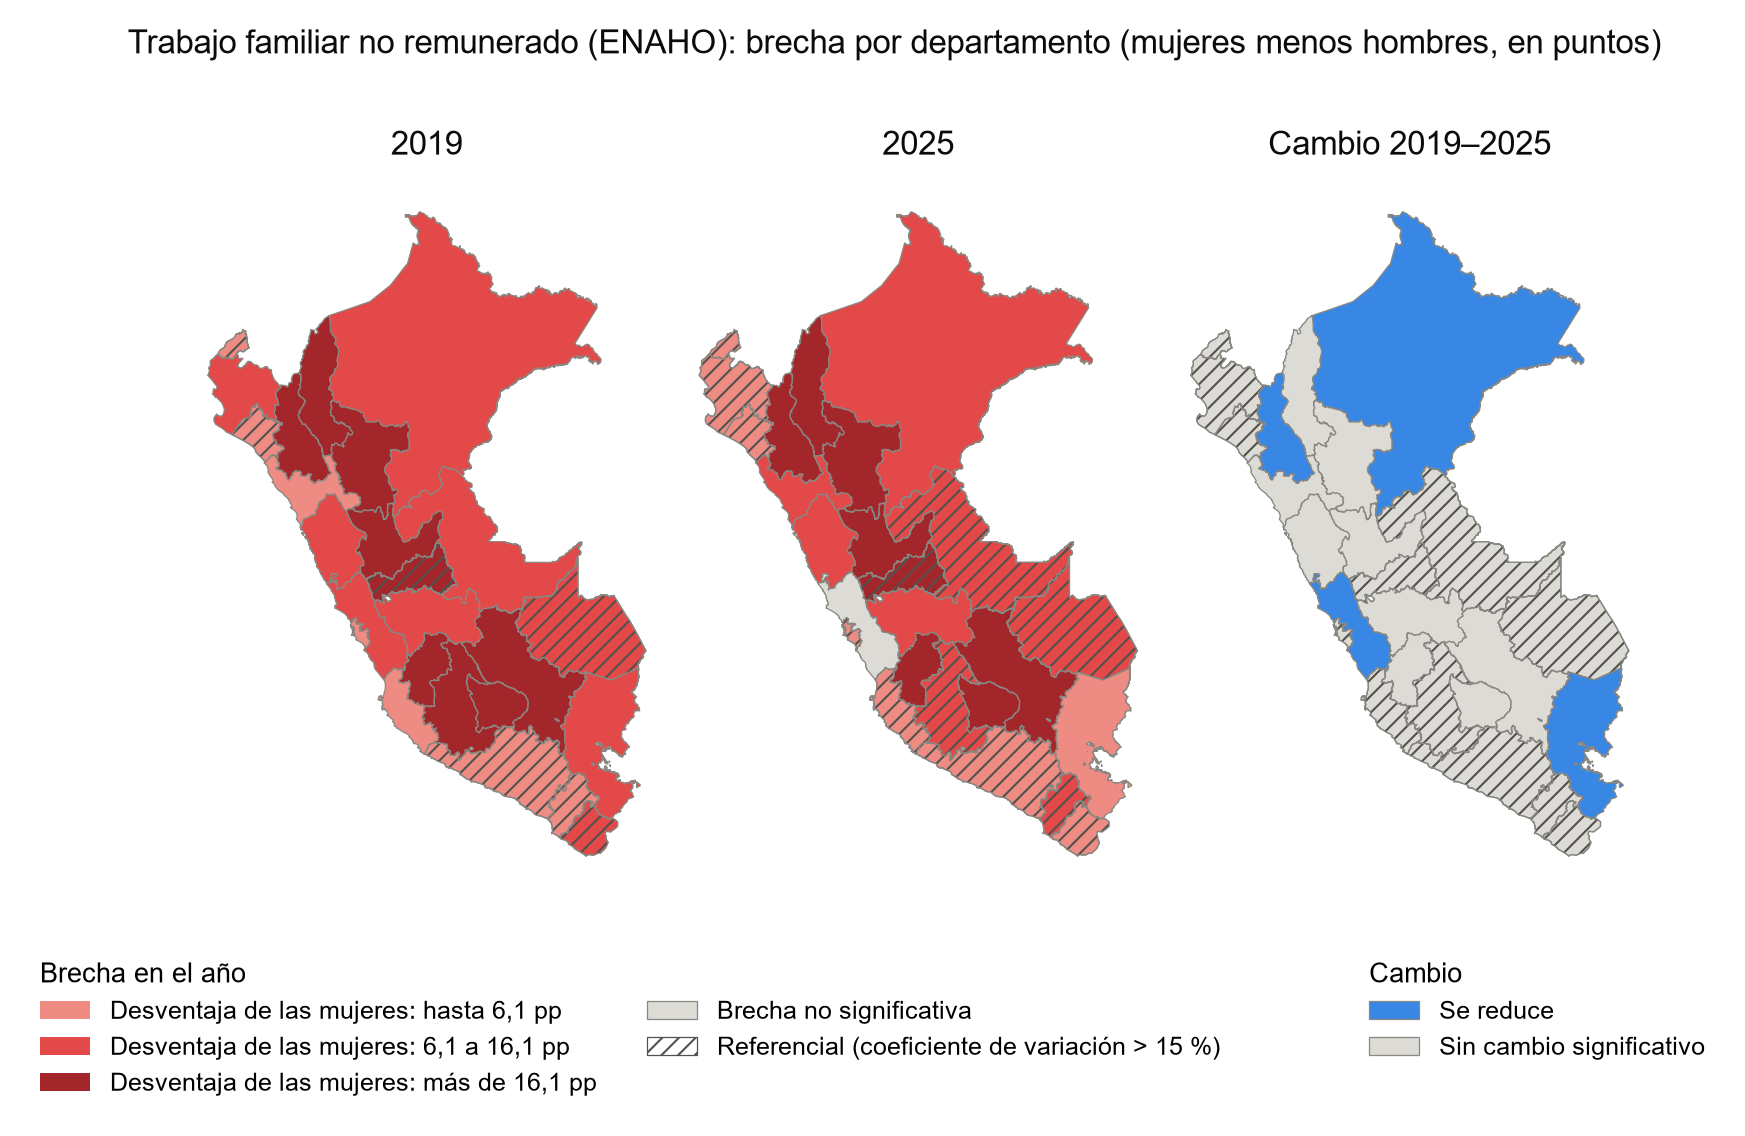 Trabajo familiar no remunerado (ENAHO): brecha por departamento (mujeres menos hombres, en puntos)
2019
2025
Cambio 2019–2025
Brecha en el año
Desventaja de las mujeres: hasta 6,1 pp
Desventaja de las mujeres: 6,1 a 16,1 pp
Desventaja de las mujeres: más de 16,1 pp
Brecha no significativa
Referencial (coeficiente de variación > 15 %)
Cambio
Se reduce
Sin cambio significativo